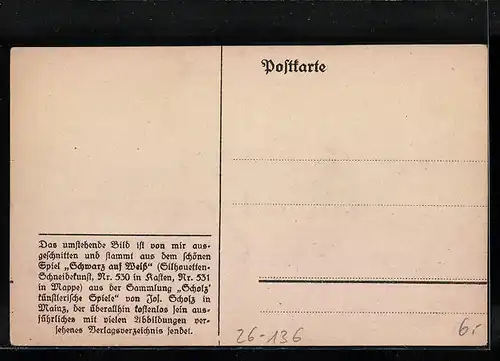 Postkarte
Das umstehende Bild ist von mir aus-
geschnitten und stammt aus dem schönen
Spiel „Schwarz auf Weiß“ (Silhouetten-
Schneidekunst, Nr. 530 in Kasten, Nr. 531
in Mappe) aus der Sammlung „Scholz'
künstlerische Spiele“ von Jos. Scholz in
Mainz, der überallhin kostenlos sein aus-
führliches mit vielen Abbildungen ver-
sehenes Verlagsverzeichnis sendet.
26-136
6.-